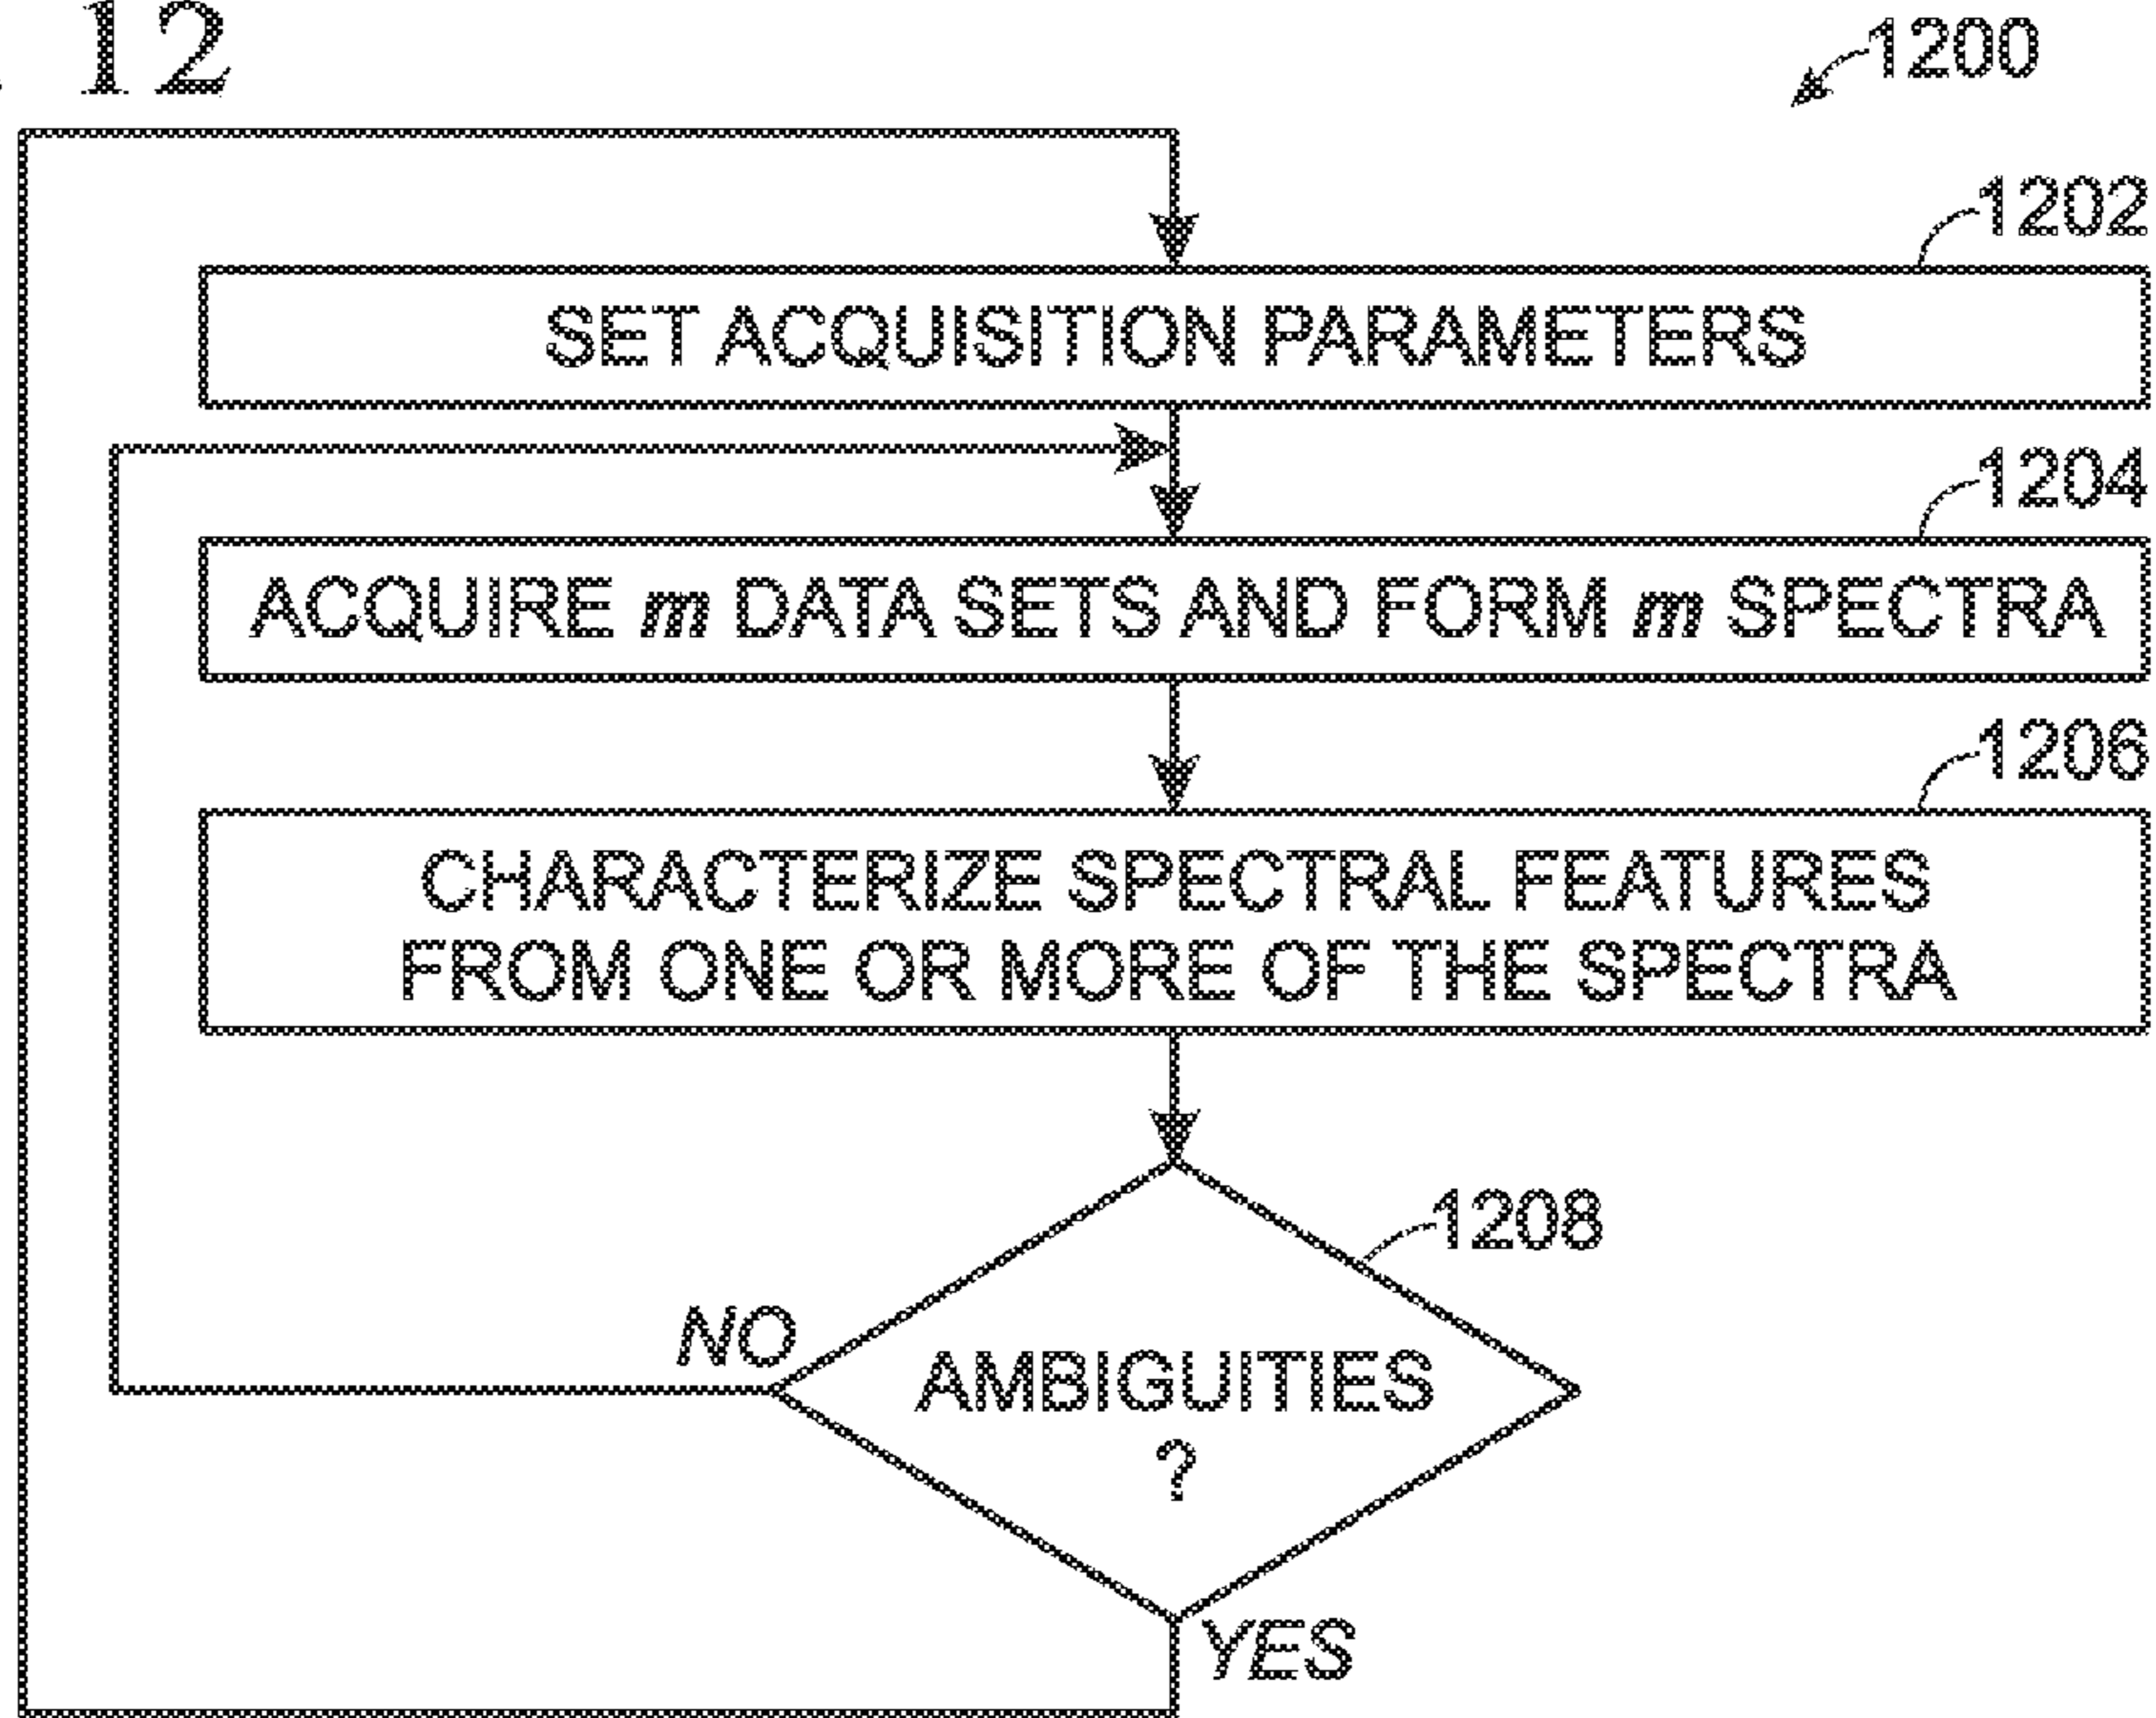 12
1200
1202
SET ACQUISITION PARAMETERS
1204
ACQUIRE m DATA SETS AND FORM m SPECTRA
1206
CHARACTERIZE SPECTRAL FEATURES
FROM ONE OR MORE OF THE SPECTRA
1208
NO
AMBIGUITIES
?
YES